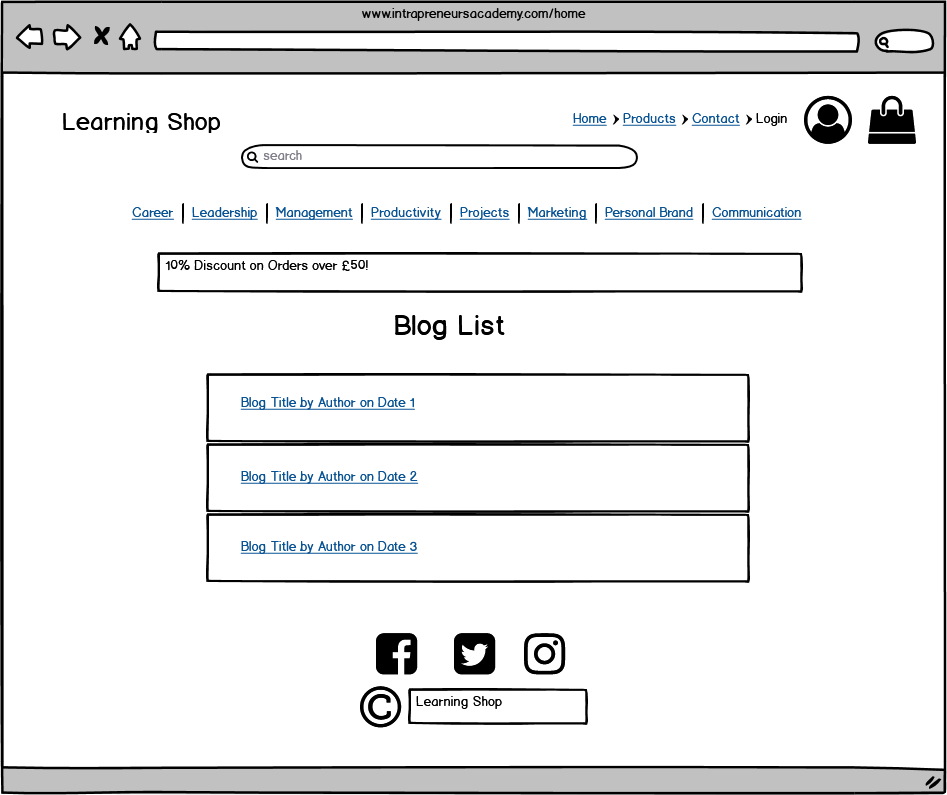 www.intrapreneursacademy.com/home
Learning Shop
Home Products Contact Login
search
Career Leadership Management Productivity Projects Marketing Personal Brand Communication
10% Discount on Orders over £50!
Blog List
Blog Title by Author on Date 1
Blog Title by Author on Date 2
Blog Title by Author on Date 3
© Learning Shop